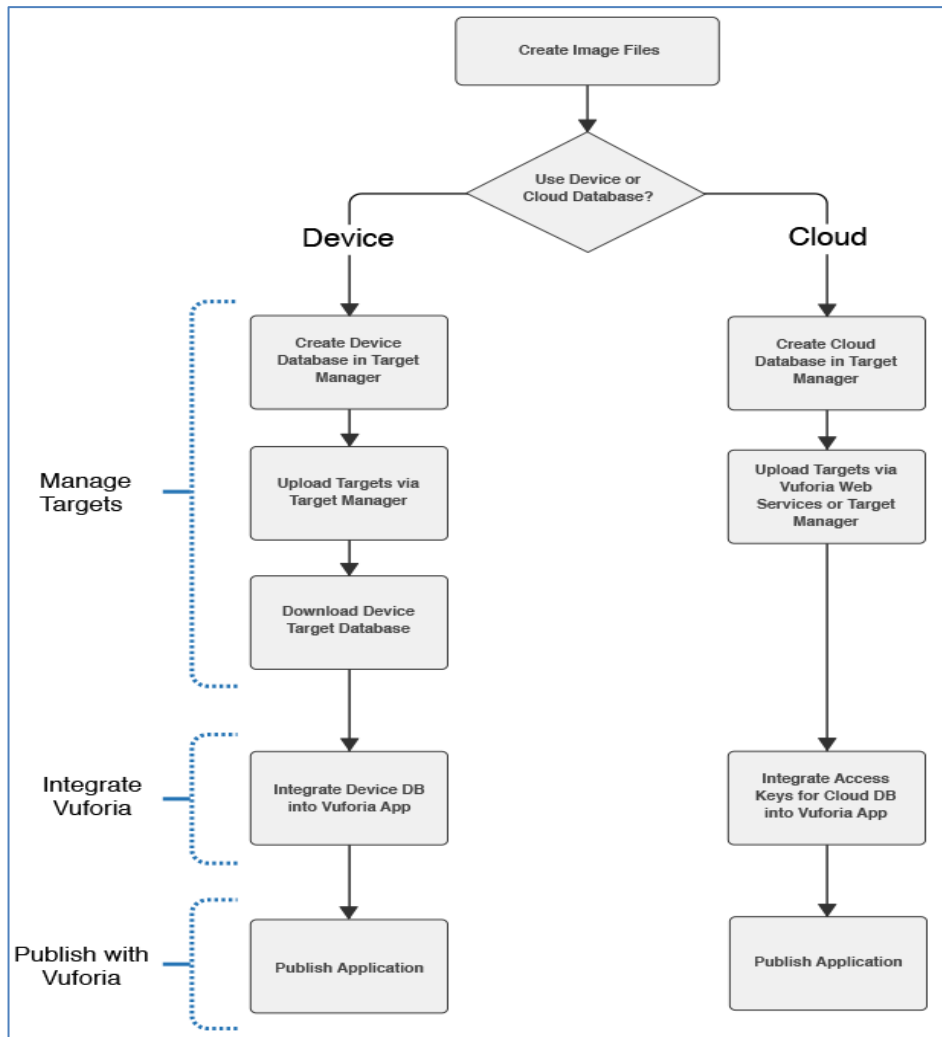 Create Image Files
Use Device or
Cloud Database?
Device
Cloud
Manage
Targets
Create Device
Database in Target
Manager
Create Cloud
Database in Target
Manager
Upload Targets via
Target Manager
Upload Targets via
Vuforia Web
Services or Target
Manager
Download Device
Target Database
Integrate
Vuforia
Integrate Device DB
into Vuforia App
Integrate Access
Keys for Cloud DB
into Vuforia App
Publish with
Vuforia
Publish Application
Publish Application